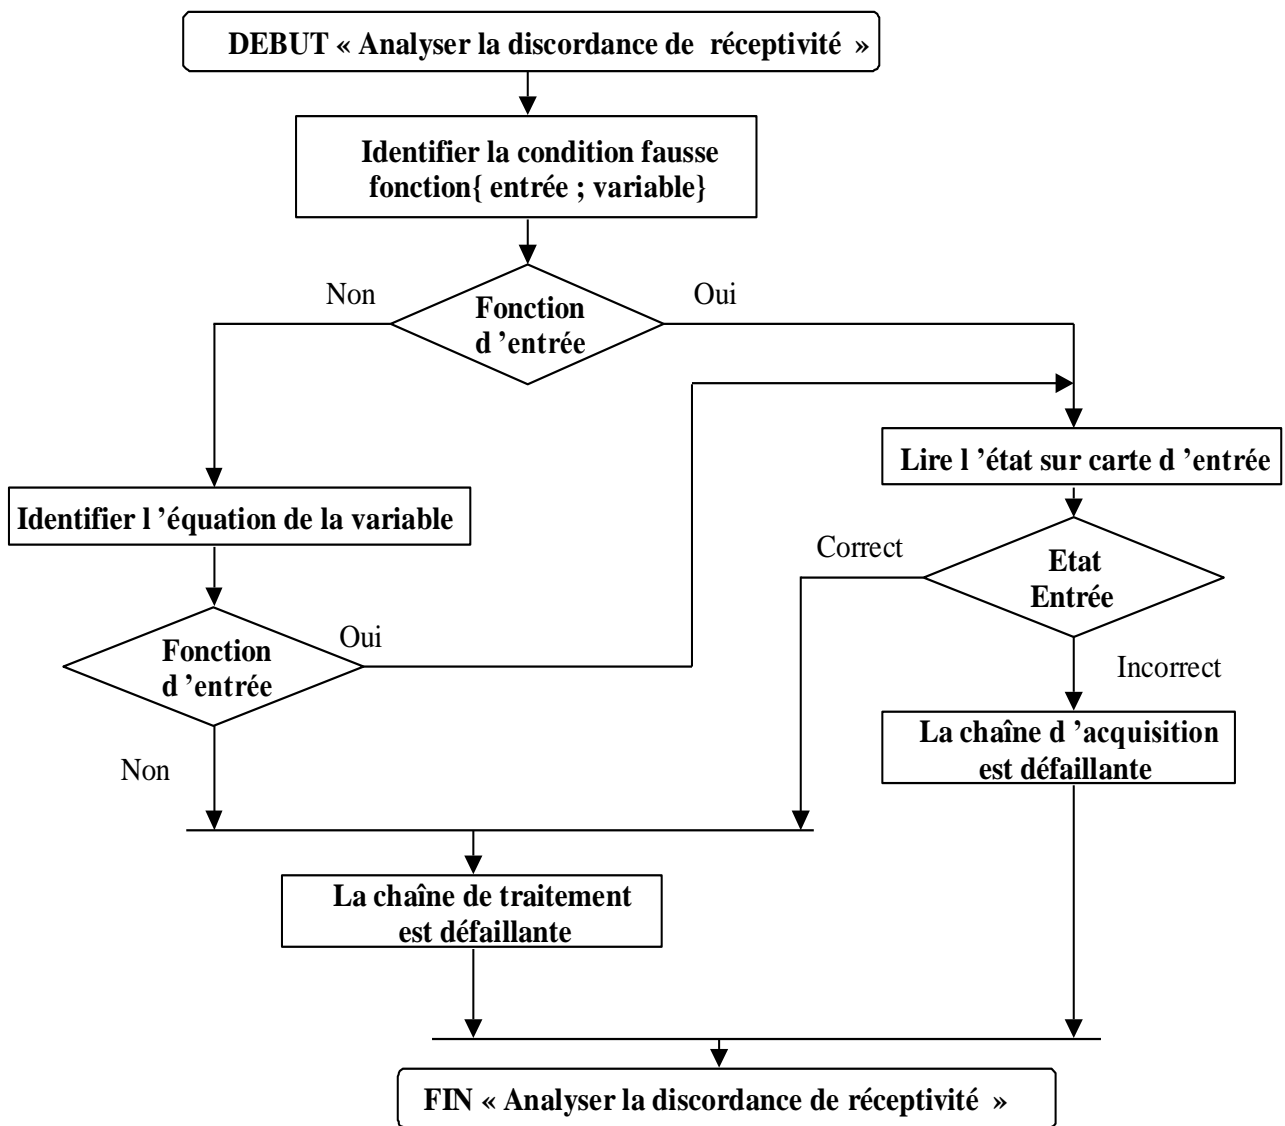 DEBUT « Analyser la discordance de réceptivité »
Identifier la condition fausse
fonction{ entrée ; variable}
Non
Oui
Fonction
d ’entrée
Lire l ’état sur carte d ’entrée
Identifier l ’équation de la variable
Correct
Etat
Entrée
Oui
Fonction
d ’entrée
Incorrect
La chaîne d ’acquisition
est défaillante
Non
La chaîne de traitement
est défaillante
FIN « Analyser la discordance de réceptivité »